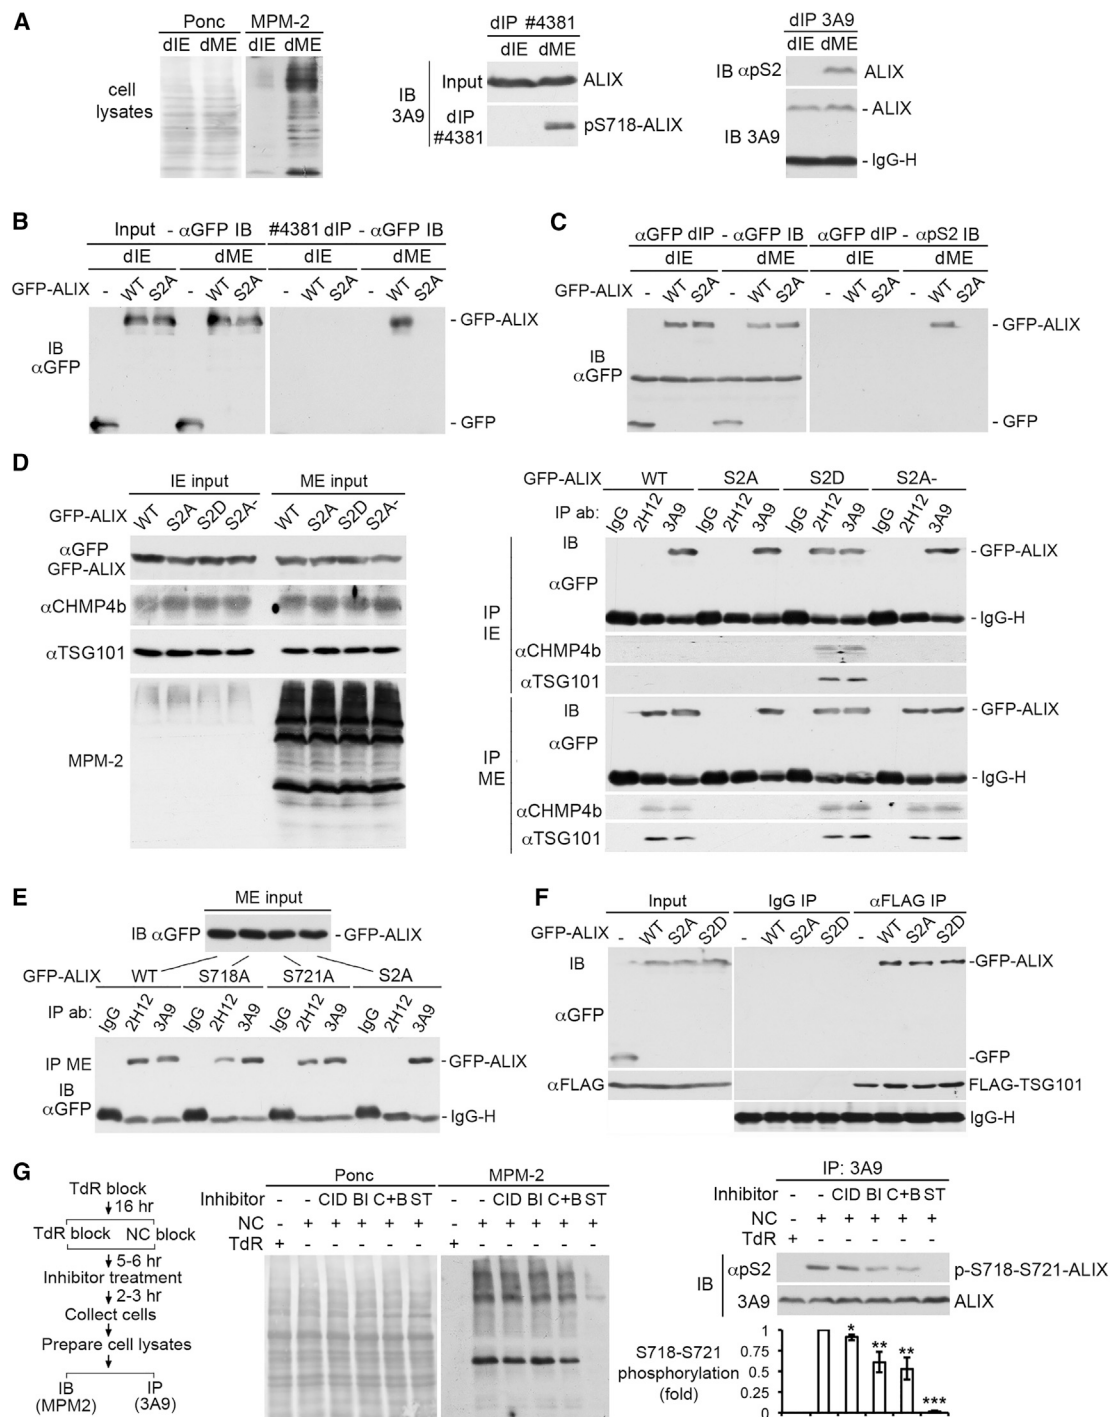 A
Ponc MPM-2
dIE dME dIE dME
cell
lysates
dIP #4381
dIE dME
IB
3A9
Input
ALIX
dIP
#4381
pS718-ALIX
dIP 3A9
dIE dME
IB αpS2
ALIX
- ALIX
IB 3A9
- IgG-H
B
Input - αGFP IB #4381 dIP - αGFP IB
dIE dME dIE dME
GFP-ALIX - WT S2A - WT S2A - WT S2A - WT S2A
- GFP-ALIX
IB
αGFP
- GFP
C
αGFP dIP - αGFP IB αGFP dIP - αpS2 IB
dIE dME dIE dME
GFP-ALIX - WT S2A - WT S2A - WT S2A - WT S2A
- GFP-ALIX
IB
αGFP
- GFP
D
IE input ME input
GFP-ALIX WT S2A S2D S2A- WT S2A S2D S2A-
αGFP
GFP-ALIX
αCHMP4b
αTSG101
MPM-2
GFP-ALIX WT S2A S2D S2A-
IP ab: IgG 2H12 3A9 IgG 2H12 3A9 IgG 2H12 3A9 IgG 2H12 3A9
IP
IE
IB
αGFP
- GFP-ALIX
- IgG-H
αCHMP4b
αTSG101
IP
ME
IB
αGFP
- GFP-ALIX
- IgG-H
αCHMP4b
αTSG101
E
ME input
IB αGFP - GFP-ALIX
GFP-ALIX WT S718A S721A S2A
IP ab: IgG 2H12 3A9 IgG 2H12 3A9 IgG 2H12 3A9 IgG 2H12 3A9
IP ME
IB
αGFP
- GFP-ALIX
- IgG-H
F
Input IgG IP αFLAG IP
GFP-ALIX - WT S2A S2D - WT S2A S2D - WT S2A S2D
IB
αGFP
-GFP-ALIX
-GFP
αFLAG
FLAG-TSG101
IgG-H
G
TdR block
16 hr
TdR block NC block
5-6 hr
Inhibitor treatment
2-3 hr
Collect cells
Prepare cell lysates
IB IP
(MPM2) (3A9)
Ponc MPM-2
Inhibitor - - CID BI C+B ST - - CID BI C+B ST
NC - + + + + + - + + + + +
TdR + - - - - - + - - - - -
IP: 3A9
Inhibitor - - CID BI C+B ST
NC - + + + + +
TdR + - - - - -
IB
αpS2
p-S718-S721-ALIX
3A9
ALIX
S718-S721
phosphorylation
(fold)
1
0.75
0.5
0.25
0
*
**
**
***